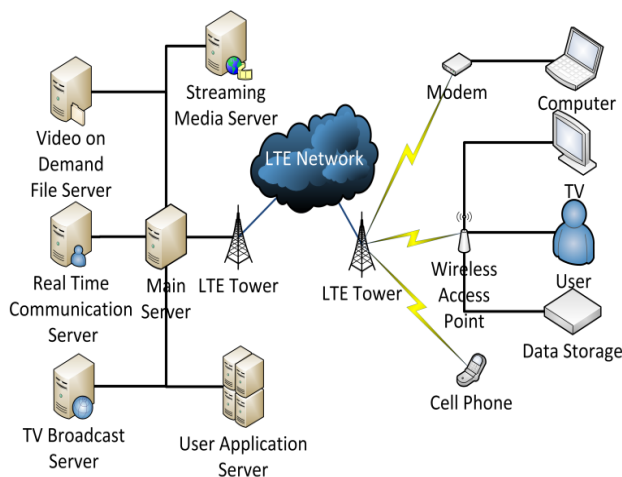 Streaming
Media Server
Video on
Demand
File Server
Real Time
Communication
Server
Main
Server
TV Broadcast
Server
User Application
Server
LTE Tower
LTE Network
LTE Tower
Modem
Computer
TV
Wireless
Access
Point
User
Data Storage
Cell Phone